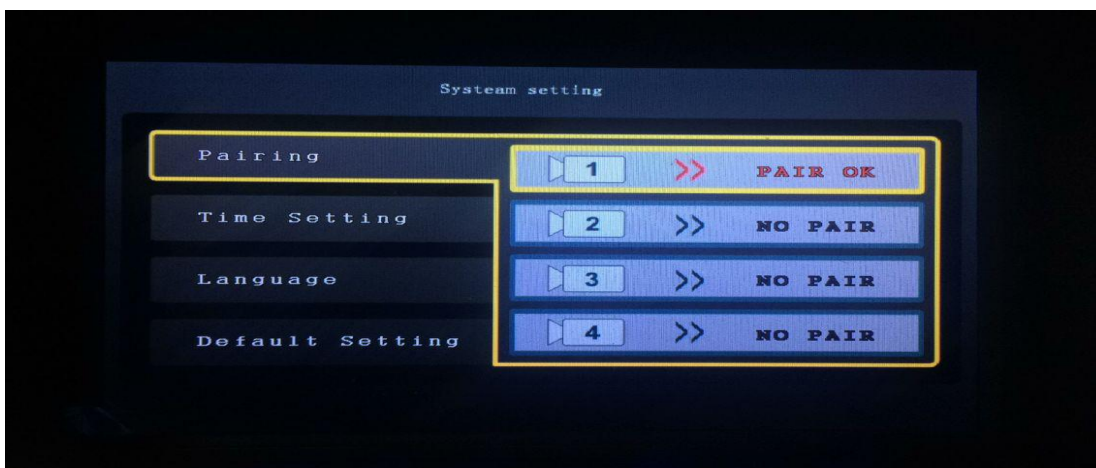 Systeam setting
Pairing
1 >> PAIR OK
Time Setting
2 >> NO PAIR
Language
3 >> NO PAIR
Default Setting
4 >> NO PAIR